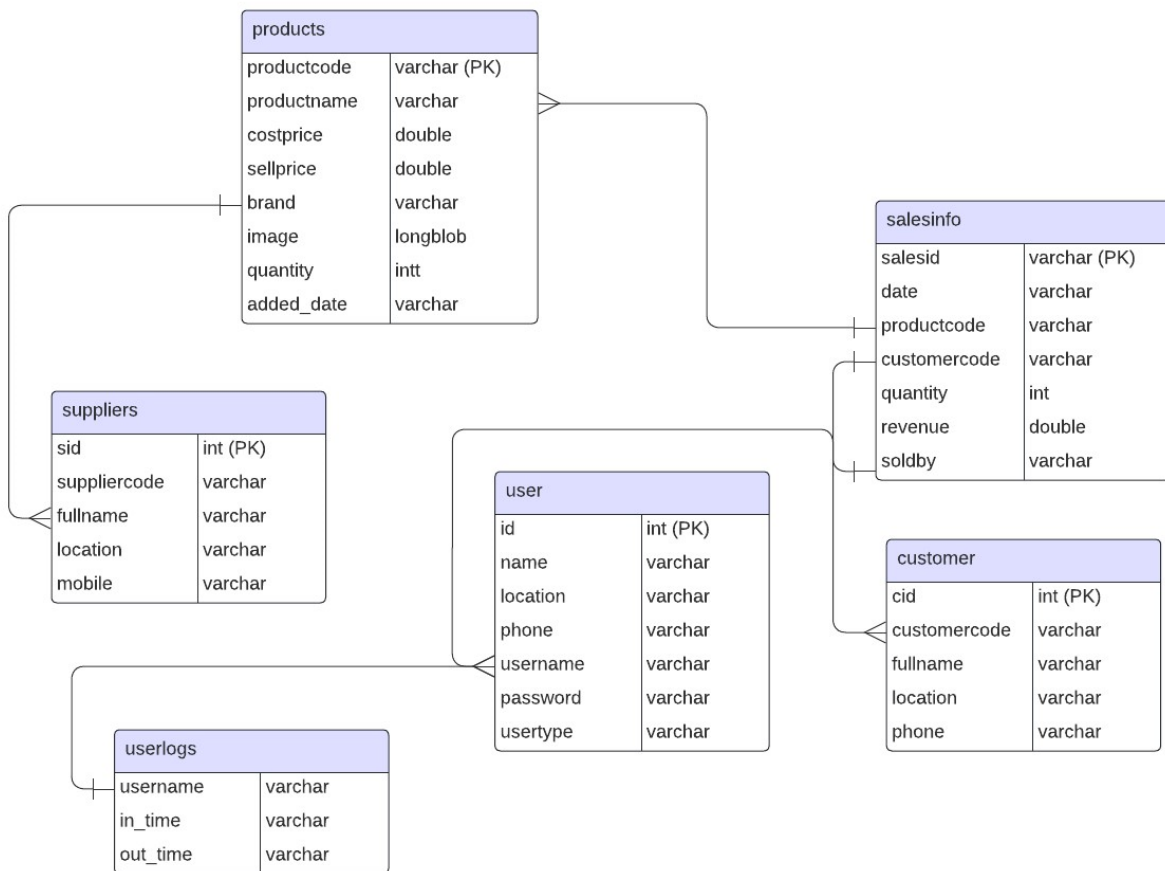 products
productcode varchar (PK)
productname varchar
costprice double
sellprice double
brand varchar
image longblob
quantity intt
added_date varchar
salesinfo
salesid varchar (PK)
date varchar
productcode varchar
customercode varchar
quantity int
revenue double
soldby varchar
suppliers
sid int (PK)
suppliercode varchar
fullname varchar
location varchar
mobile varchar
user
id int (PK)
name varchar
location varchar
phone varchar
username varchar
password varchar
usertype varchar
customer
cid int (PK)
customercode varchar
fullname varchar
location varchar
phone varchar
userlogs
username varchar
in_time varchar
out_time varchar